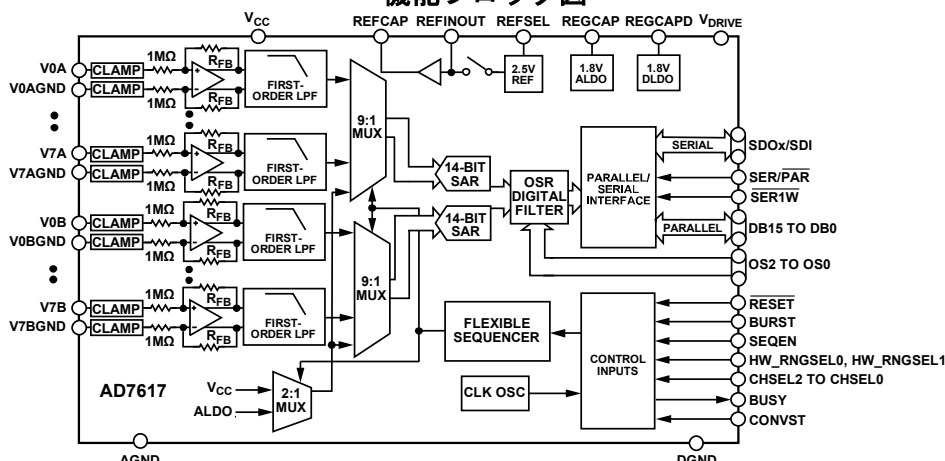 機能ブロック図
VCC REFCAP REFINOUT REFSEL REGCAP REGCAPD VDRIVE
V0A CLAMP 1MΩ RFB
V0AGND CLAMP 1MΩ RFB
FIRST-
ORDER LPF
V7A CLAMP 1MΩ RFB
V7AGND CLAMP 1MΩ RFB
FIRST-
ORDER LPF
V0B CLAMP 1MΩ RFB
V0BGND CLAMP 1MΩ RFB
FIRST-
ORDER LPF
V7B CLAMP 1MΩ RFB
V7BGND CLAMP 1MΩ RFB
FIRST-
ORDER LPF
9:1
MUX
9:1
MUX
2.5V
REF
1.8V
ALDO
1.8V
DLDO
14-BIT
SAR
14-BIT
SAR
OSR
DIGITAL
FILTER
PARALLEL/
SERIAL
INTERFACE
SERIAL
PARALLEL
SDOx/SDI
SER/PAR
SER1W
DB15 TO DB0
OS2 TO OS0
FLEXIBLE
SEQUENCER
CLK OSC
CONTROL
INPUTS
RESET
BURST
SEQEN
HW_RNGSEL0, HW_RNGSEL1
CHSEL2 TO CHSEL0
BUSY
CONVST
AD7617
VCC
ALDO
2:1
MUX
AGND
DGND